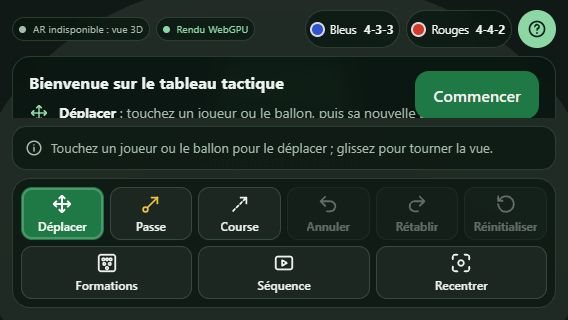 AR indisponible : vue 3D
Rendu WebGPU
Bleus 4-3-3
Rouges 4-4-2
Bienvenue sur le tableau tactique
Commencer
Déplacer : touchez un joueur ou le ballon, puis sa nouvelle
Touchez un joueur ou le ballon pour le déplacer ; glissez pour tourner la vue.
Déplacer
Passe
Course
Annuler
Rétablir
Réinitialiser
Formations
Séquence
Recentrer